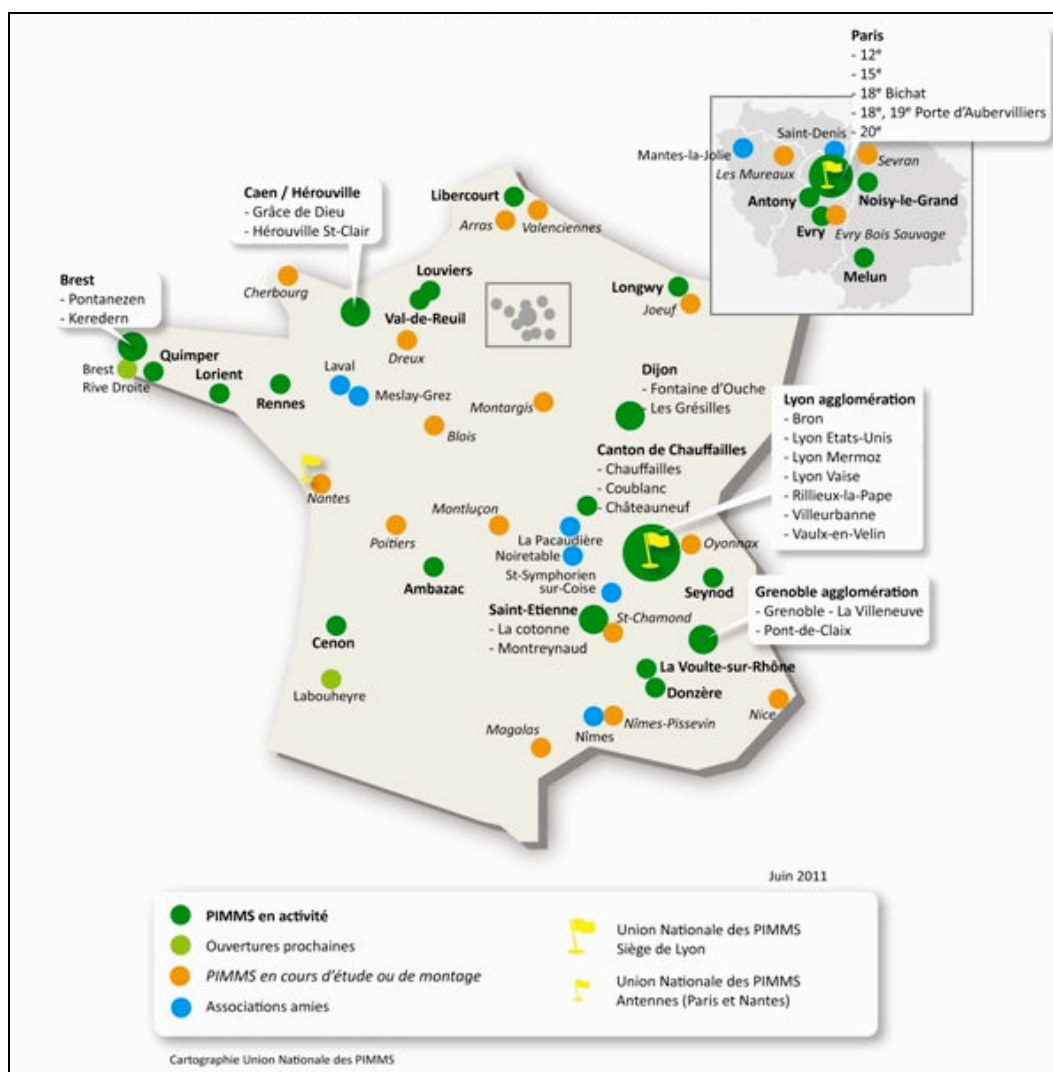 Paris
- 12e
- 15e
- 18e Bichat
- 18e, 19e Porte d'Aubervilliers
- 20e
Saint-Denis
Mantes-la-Jolie
Les Mureaux
Sevran
Antony
Noisy-le-Grand
Evry
Evry Bois Sauvage
Melun
Caen / Hérouville
- Grâce de Dieu
- Hérouville St-Clair
Libercourt
Arras
Valenciennes
Brest
- Pontanezen
- Keredern
Cherbourg
Louviers
Val-de-Reuil
Longwy
Joeuf
Dreux
Quimper
Brest
Rive Droite
Lorient
Rennes
Laval
Meslay-Grez
Montargis
Blois
Dijon
- Fontaine d'Ouche
- Les Grésilles
Lyon agglomération
- Bron
- Lyon Etats-Unis
- Lyon Mermoz
- Lyon Vaise
- Rillieux-la-Pape
- Villeurbanne
- Vaulx-en-Velin
Canton de Chauffailles
- Chauffailles
- Coublanc
- Châteauneuf
Nantes
Poitiers
Montluçon
La Pacaudière
Noiretable
Oyonnax
Ambazac
St-Symphorien
sur-Coise
Seynod
Saint-Etienne
- La cotonne
- Montreynaud
St-Chamond
Grenoble agglomération
- Grenoble - La Villeneuve
- Pont-de-Claix
Cenon
Labouheyre
La Voulte-sur-Rhône
Donzère
Nice
Magalas
Nîmes
Nîmes-Pissevin
Juin 2011
PIMMS en activité
Ouvertures prochaines
PIMMS en cours d'étude ou de montage
Associations amies
Union Nationale des PIMMS
Siège de Lyon
Union Nationale des PIMMS
Antennes (Paris et Nantes)
Cartographie Union Nationale des PIMMS